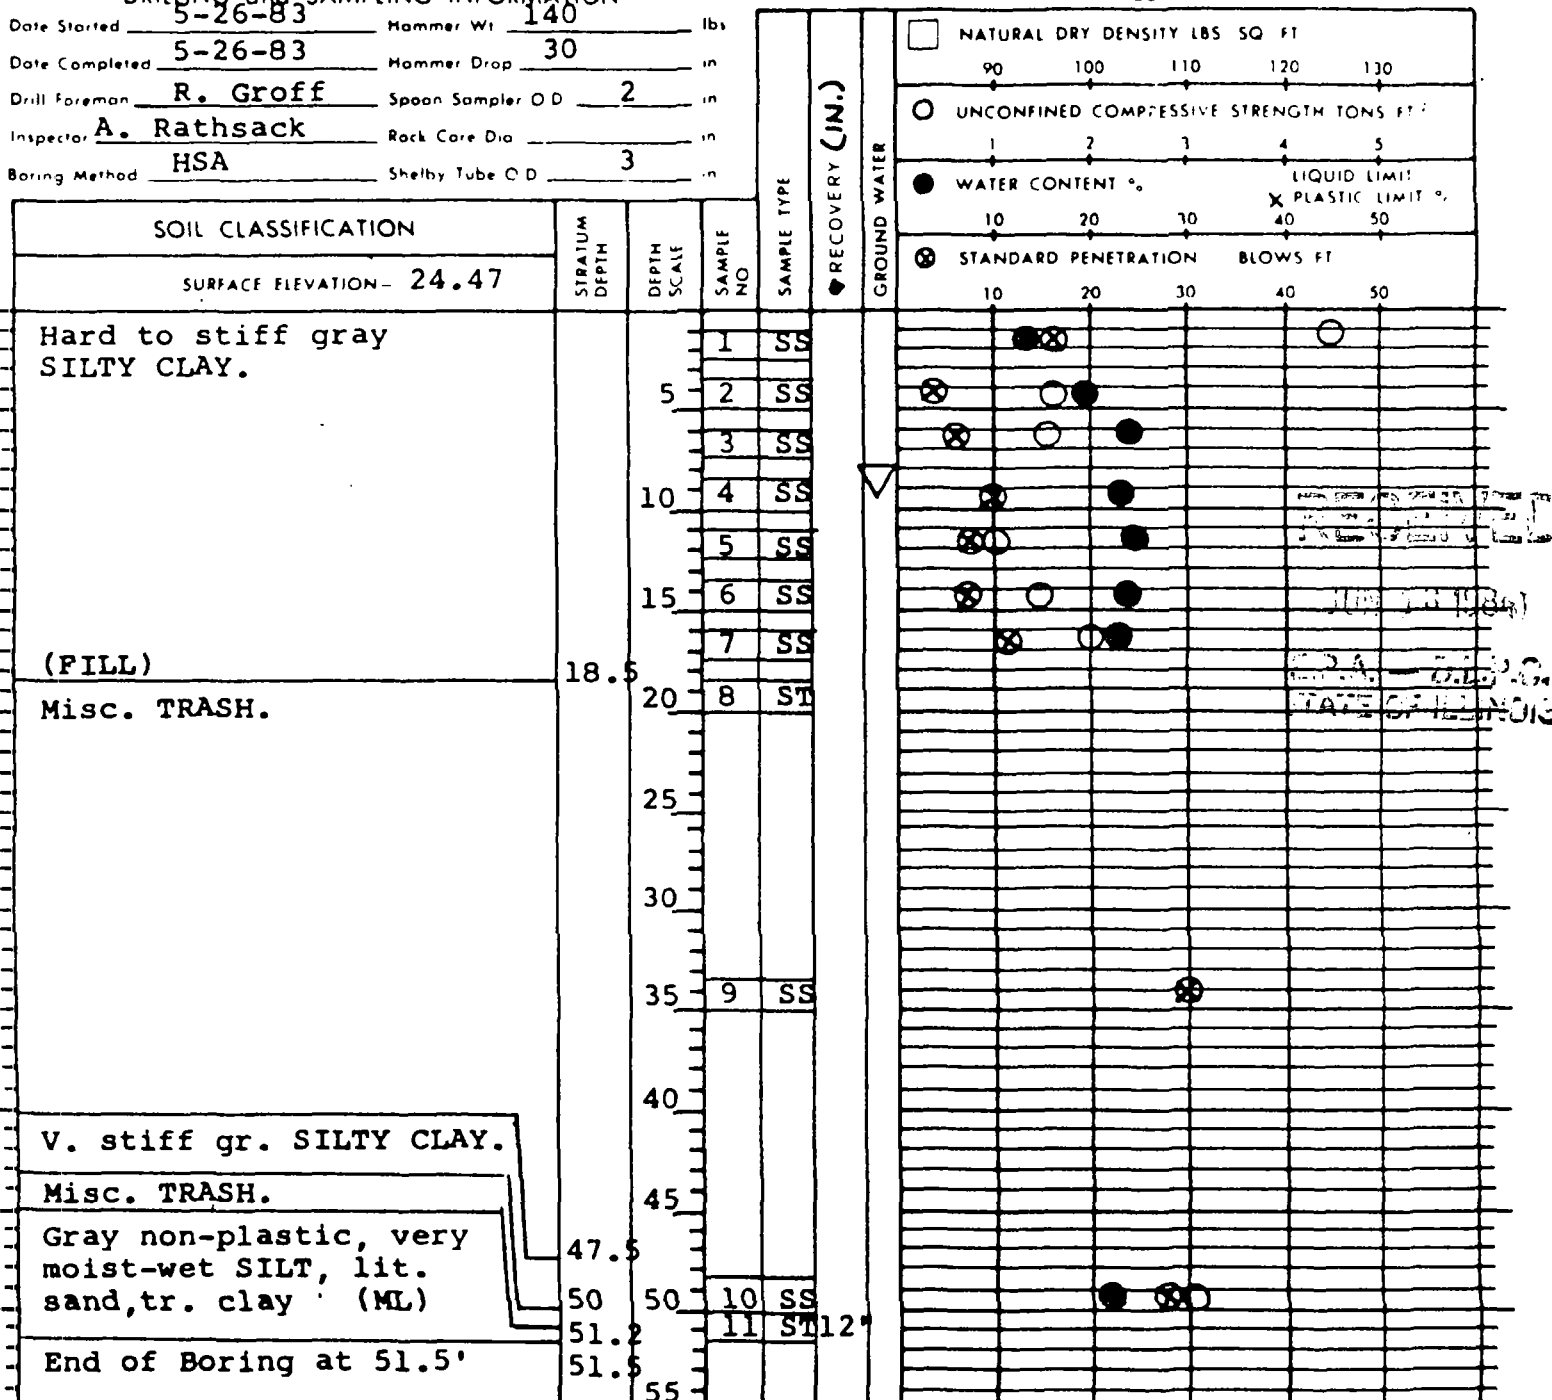 DRILLING and SAMPLING INFORMATION
Date Started 5-26-83 Hammer Wt 140 lbs
Date Completed 5-26-83 Hammer Drop 30 in
Drill Foreman R. Groff Spoon Sampler O D 2 in
Inspector A. Rathsack Rock Core Dia in
Boring Method HSA Shelby Tube O D 3 in
SOIL CLASSIFICATION
SURFACE ELEVATION- 24.47
STRATUM DEPTH
DEPTH SCALE
SAMPLE NO
SAMPLE TYPE
RECOVERY (IN.)
GROUND WATER
NATURAL DRY DENSITY LBS SQ FT
90 100 110 120 130
UNCONFINED COMPRESSIVE STRENGTH TONS FT
1 2 3 4 5
WATER CONTENT %
LIQUID LIMIT
X PLASTIC LIMIT %
10 20 30 40 50
STANDARD PENETRATION BLOWS FT
10 20 30 40 50
Hard to stiff gray
SILTY CLAY.
1 SS
5 2 SS
3 SS
10 4 SS
5 SS
15 6 SS
7 SS
(FILL)
18.5
Misc. TRASH.
20 8 ST
25
30
35 9 SS
40
V. stiff gr. SILTY CLAY.
Misc. TRASH.
45
Gray non-plastic, very
moist-wet SILT, lit.
sand,tr. clay (ML)
47.5
50 50 10 SS
51.2 11 ST 12"
End of Boring at 51.5'
51.5
55
RECEIVED
STATE OF ILLINOIS